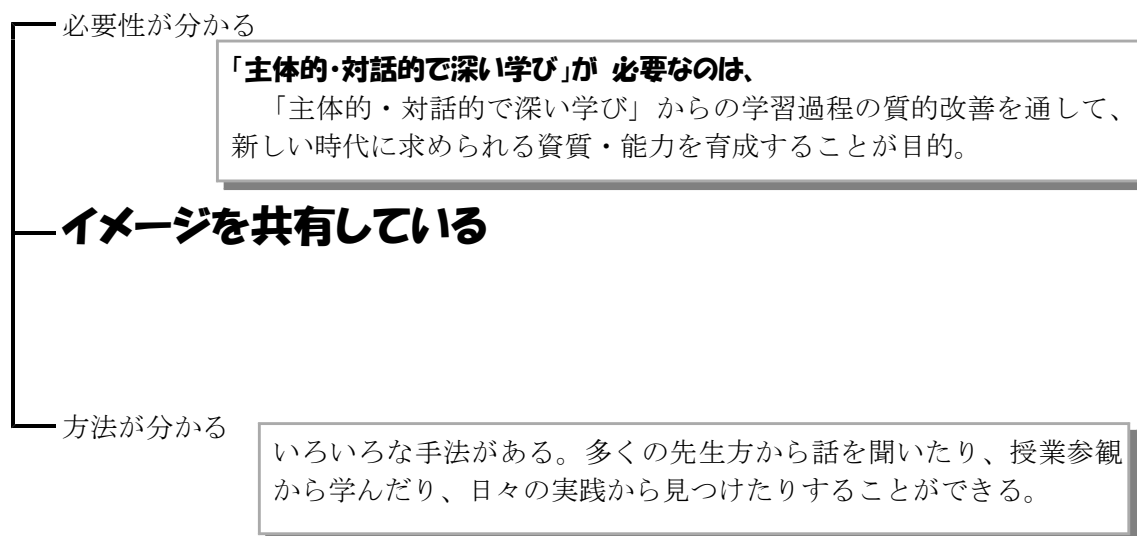 必要性が分かる
「主体的・対話的で深い学び」が 必要なのは、
「主体的・対話的で深い学び」からの学習過程の質的改善を通して、
新しい時代に求められる資質・能力を育成することが目的。
イメージを共有している
方法が分かる
いろいろな手法がある。多くの先生方から話を聞いたり、授業参観
から学んだり、日々の実践から見つけたりすることができる。